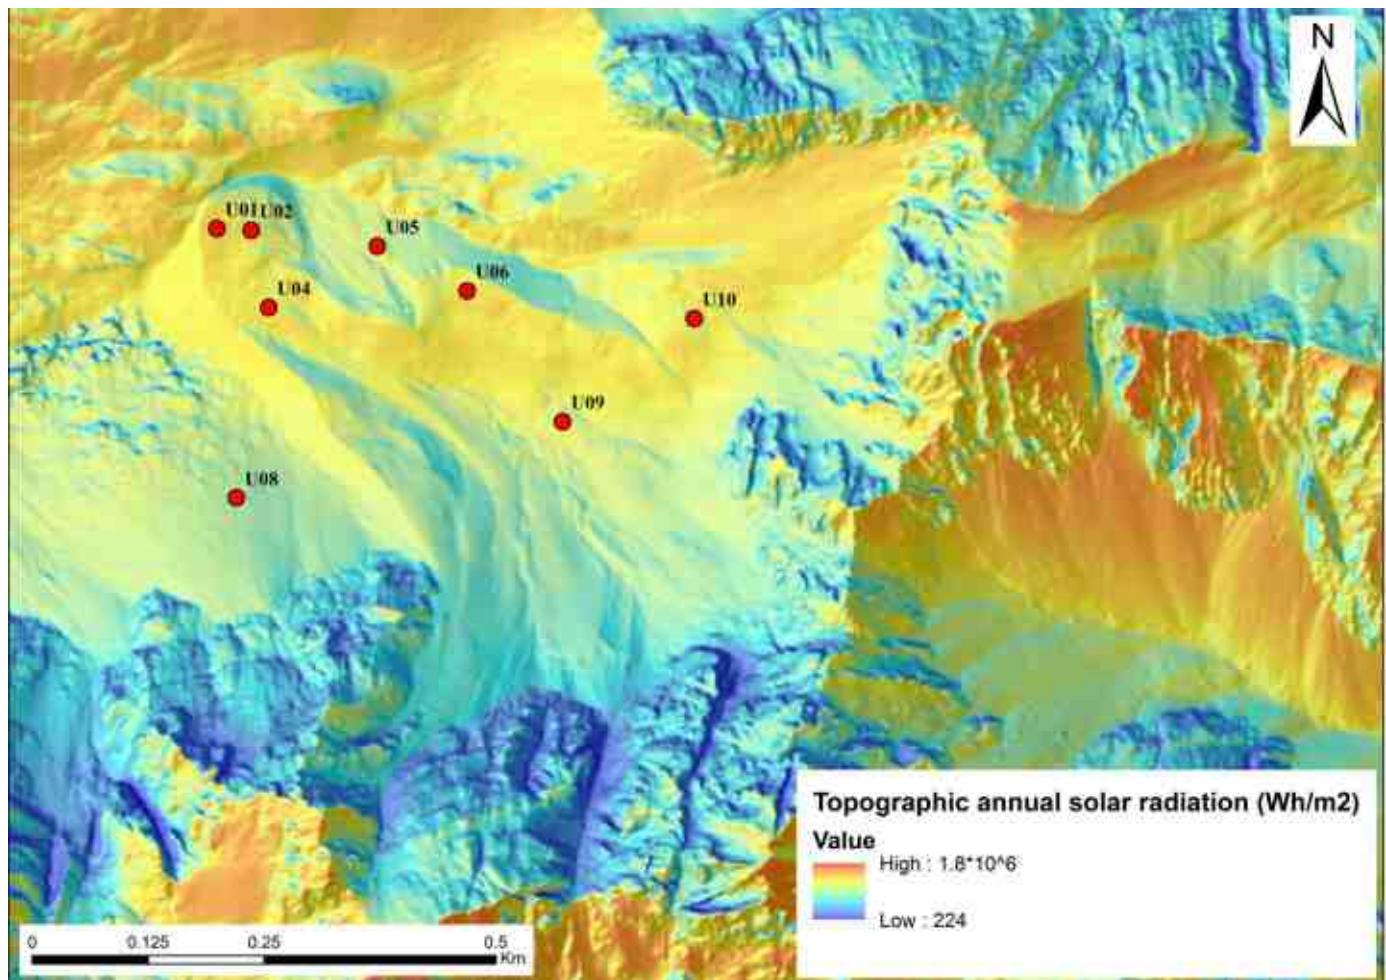 N
U01 U02
U05
U06
U04
U10
U09
U08
Topographic annual solar radiation (Wh/m2)
Value
High : 1.8*10^6
Low : 224
0 0.125 0.25 0.5
Km